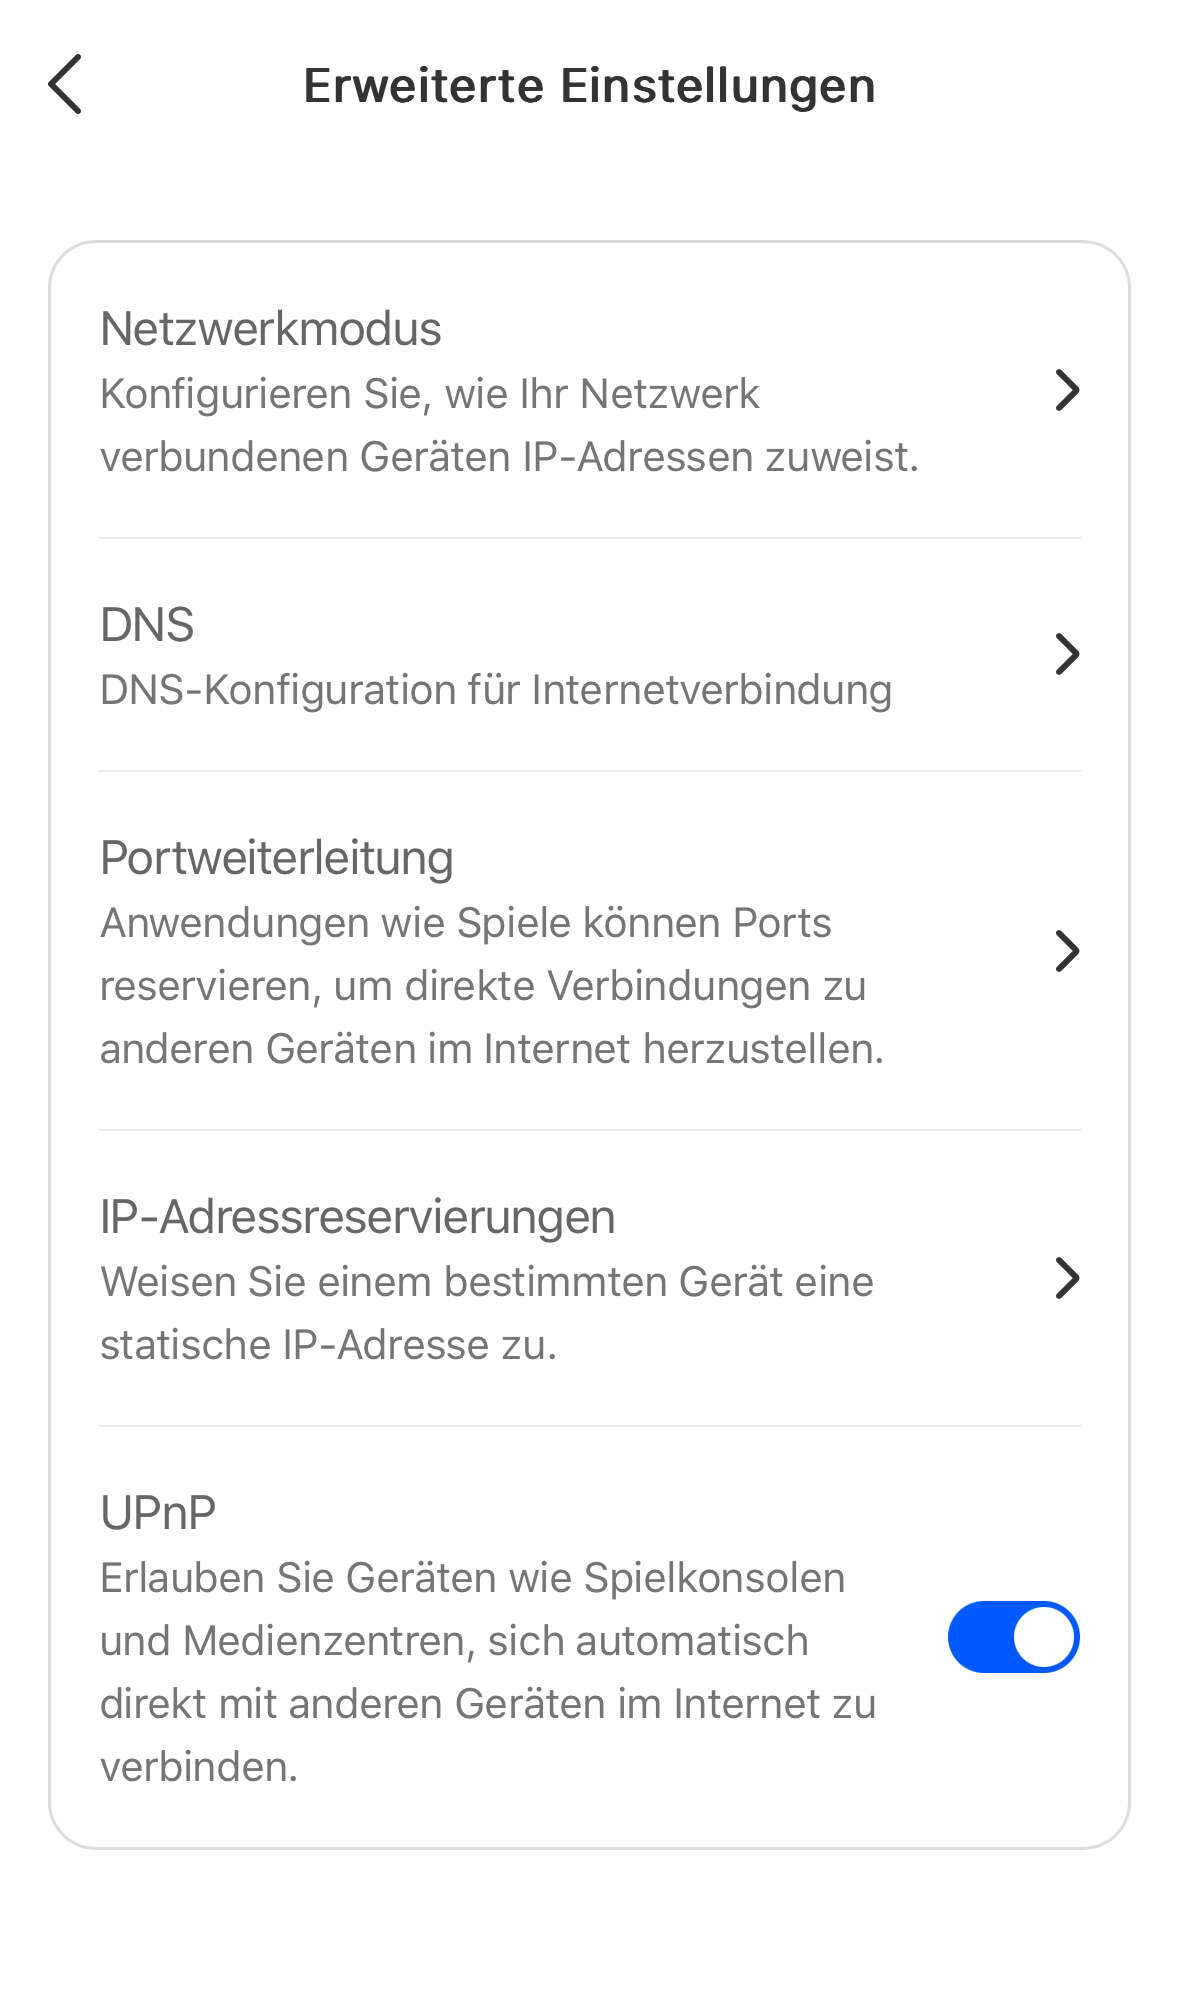 Erweiterte Einstellungen
Netzwerkmodus
Konfigurieren Sie, wie Ihr Netzwerk
verbundenen Geräten IP-Adressen zuweist.
DNS
DNS-Konfiguration für Internetverbindung
Portweiterleitung
Anwendungen wie Spiele können Ports
reservieren, um direkte Verbindungen zu
anderen Geräten im Internet herzustellen.
IP-Adressreservierungen
Weisen Sie einem bestimmten Gerät eine
statische IP-Adresse zu.
UPnP
Erlauben Sie Geräten wie Spielkonsolen
und Medienzentren, sich automatisch
direkt mit anderen Geräten im Internet zu
verbinden.